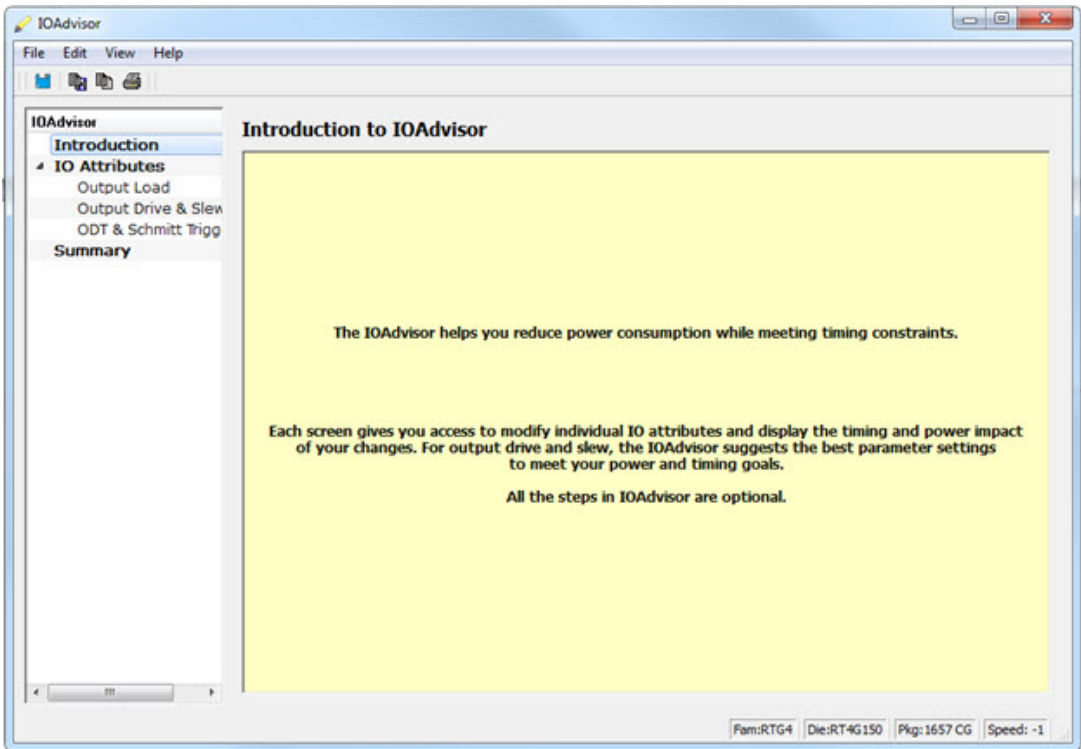 IOAdvisor
File Edit View Help
IOAdvisor
Introduction
IO Attributes
Output Load
Output Drive & Slew
ODT & Schmitt Trigg
Summary
Introduction to IOAdvisor
The IOAdvisor helps you reduce power consumption while meeting timing constraints.
Each screen gives you access to modify individual IO attributes and display the timing and power impact
of your changes. For output drive and slew, the IOAdvisor suggests the best parameter settings
to meet your power and timing goals.
All the steps in IOAdvisor are optional.
Fam:RTG4 Die:RT4G150 Pkg:1657 CG Speed: -1